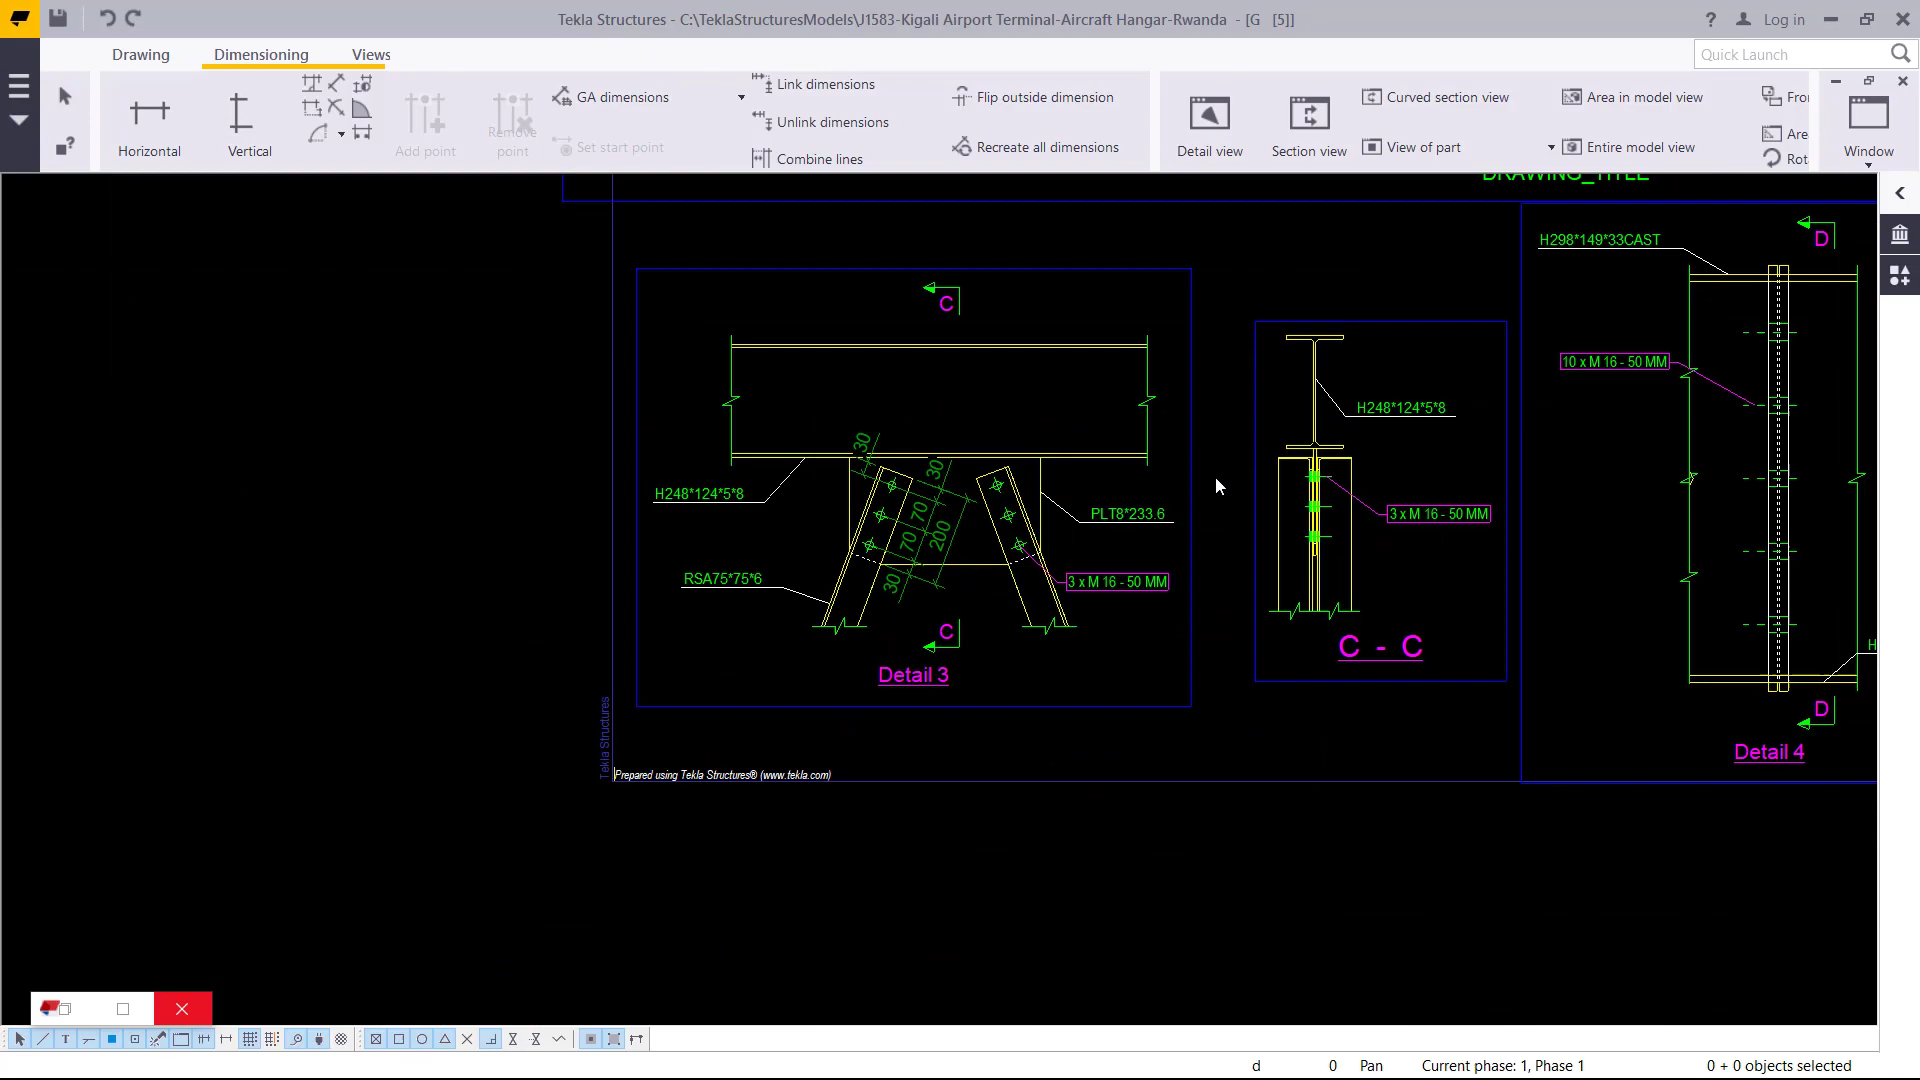 Tekla Structures - C:\TeklaStructuresModels\J1583-Kigali Airport Terminal-Aircraft Hangar-Rwanda - [G [5]]
? Log in
Drawing Dimensioning Views
Quick Launch
Horizontal
Vertical
Add point
Remove point
GA dimensions
Set start point
Link dimensions
Unlink dimensions
Combine lines
Flip outside dimension
Recreate all dimensions
Detail view
Section view
Curved section view
View of part
Area in model view
Entire model view
Fro
Are
Rot
Window
DRAWING_TITLE
C
H248*124*5*8
RSA75*75*6
30
30
70
70
200
30
PLT8*233.6
3 x M 16 - 50 MM
C
Detail 3
H248*124*5*8
3 x M 16 - 50 MM
C - C
H298*149*33CAST
D
10 x M 16 - 50 MM
H
D
Detail 4
Tekla Structures
Prepared using Tekla Structures® (www.tekla.com)
d 0 Pan Current phase: 1, Phase 1 0 + 0 objects selected